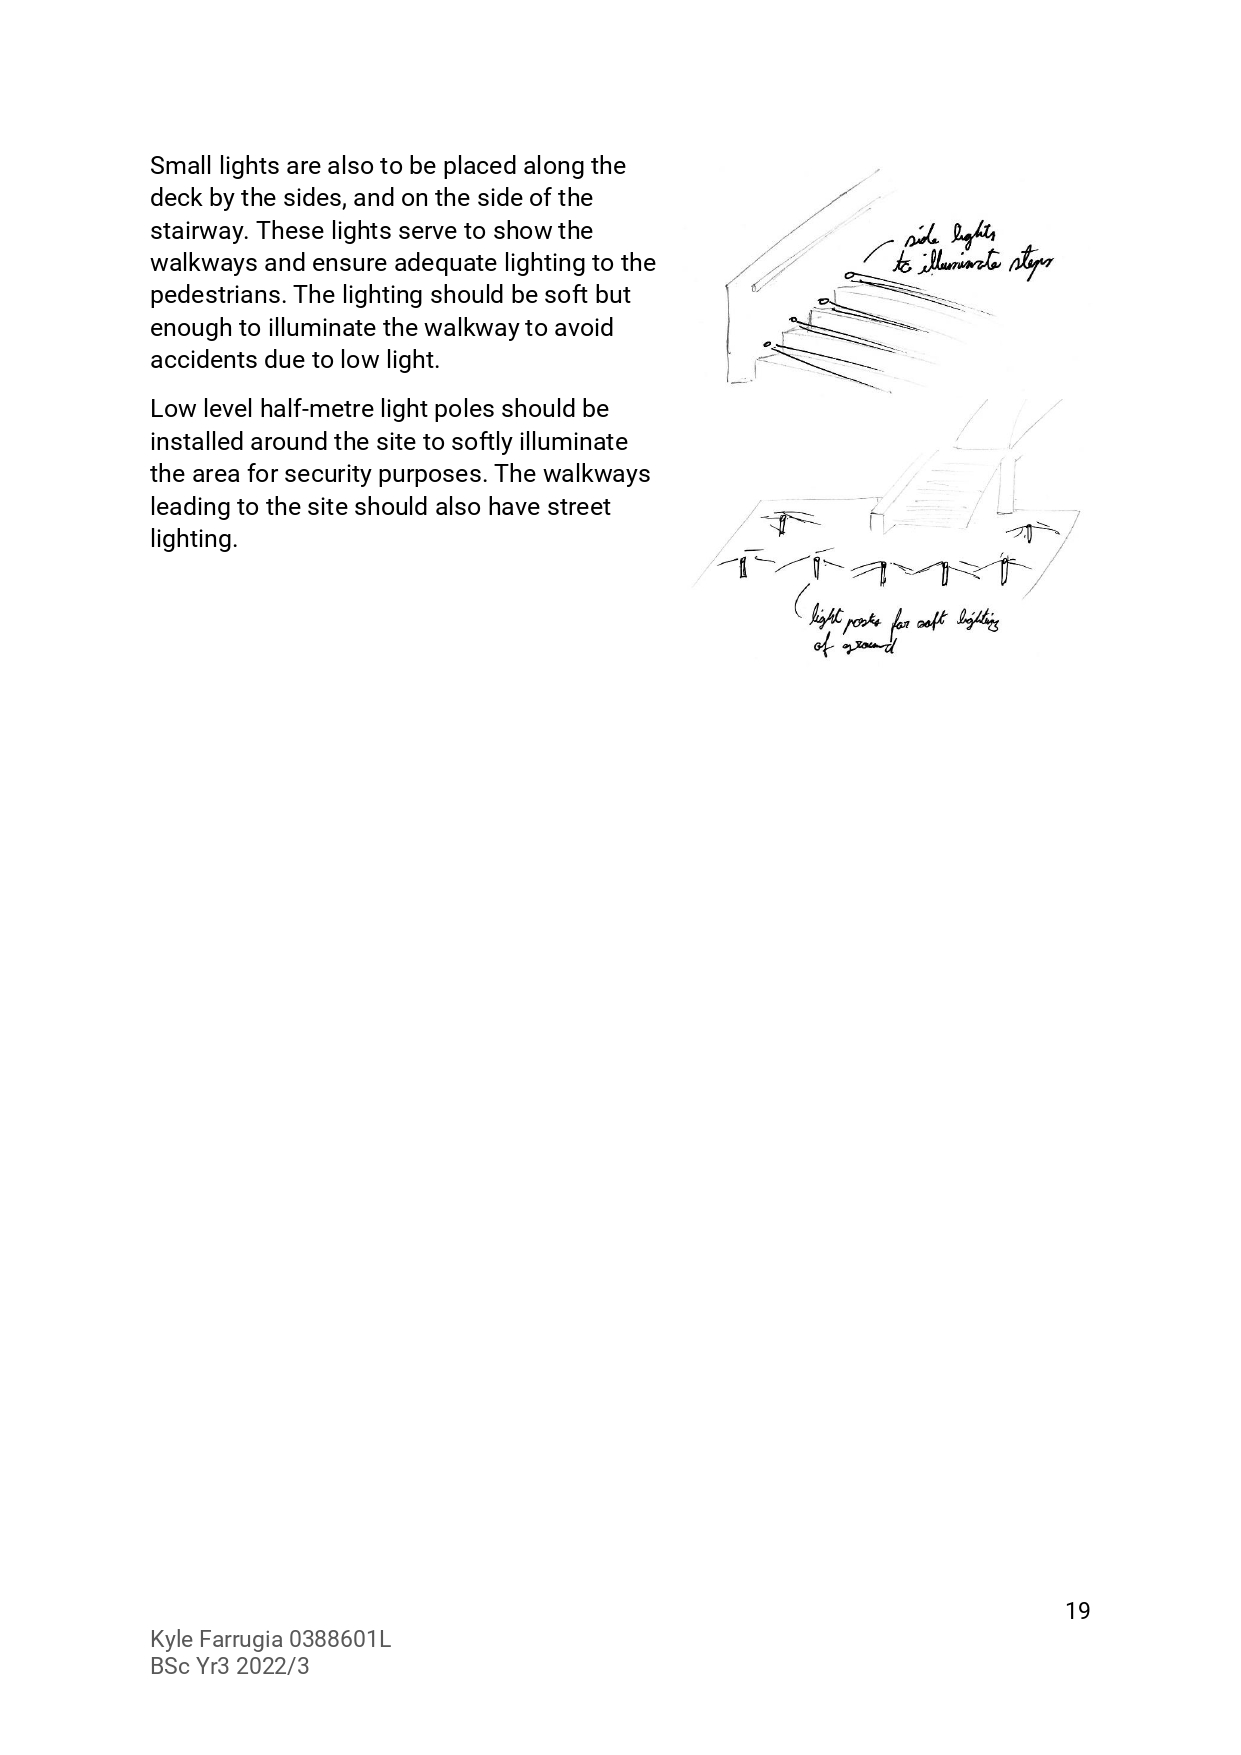 Small lights are also to be placed along the
deck by the sides, and on the side of the
stairway. These lights serve to show the
walkways and ensure adequate lighting to the
pedestrians. The lighting should be soft but
enough to illuminate the walkway to avoid
accidents due to low light.
Low level half-metre light poles should be
installed around the site to softly illuminate
the area for security purposes. The walkways
leading to the site should also have street
lighting.
side lights
to illuminate steps
light posts for soft lighting
of ground
19
Kyle Farrugia 0388601L
BSc Yr3 2022/3